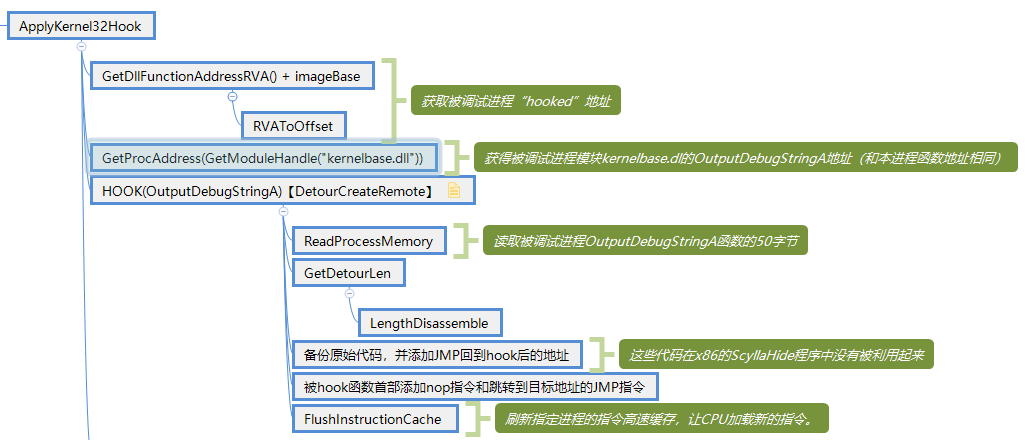 ApplyKernel32Hook
GetDllFunctionAddressRVA() + imageBase
获取被调试进程“hooked”地址
RVAToOffset
GetProcAddress(GetModuleHandle("kernelbase.dll"))
获得被调试进程模块kernelbase.dl的OutputDebugStringA地址（和本进程函数地址相同）
HOOK(OutputDebugStringA)【DetourCreateRemote】
ReadProcessMemory
读取被调试进程OutputDebugStringA函数的50字节
GetDetourLen
LengthDisassemble
备份原始代码，并添加JMP回到hook后的地址
这些代码在x86的ScyllaHide程序中没有被利用起来
被hook函数首部添加nop指令和跳转到目标地址的JMP指令
FlushInstructionCache
刷新指定进程的指令高速缓存，让CPU加载新的指令。